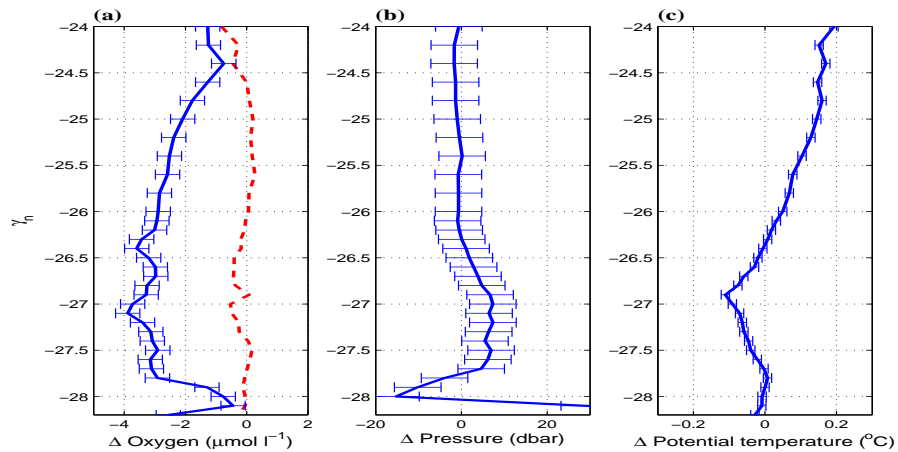 (a) (b) (c)
−24 −24 −24
−24.5 −24.5 −24.5
−25 −25 −25
−25.5 −25.5 −25.5
−26 −26 −26
−26.5 −26.5 −26.5
−27 −27 −27
−27.5 −27.5 −27.5
−28 −28 −28
γn
−4 −2 0 2 −20 0 20 −0.2 0 0.2
Δ Oxygen (μmol l⁻¹) Δ Pressure (dbar) Δ Potential temperature (°C)